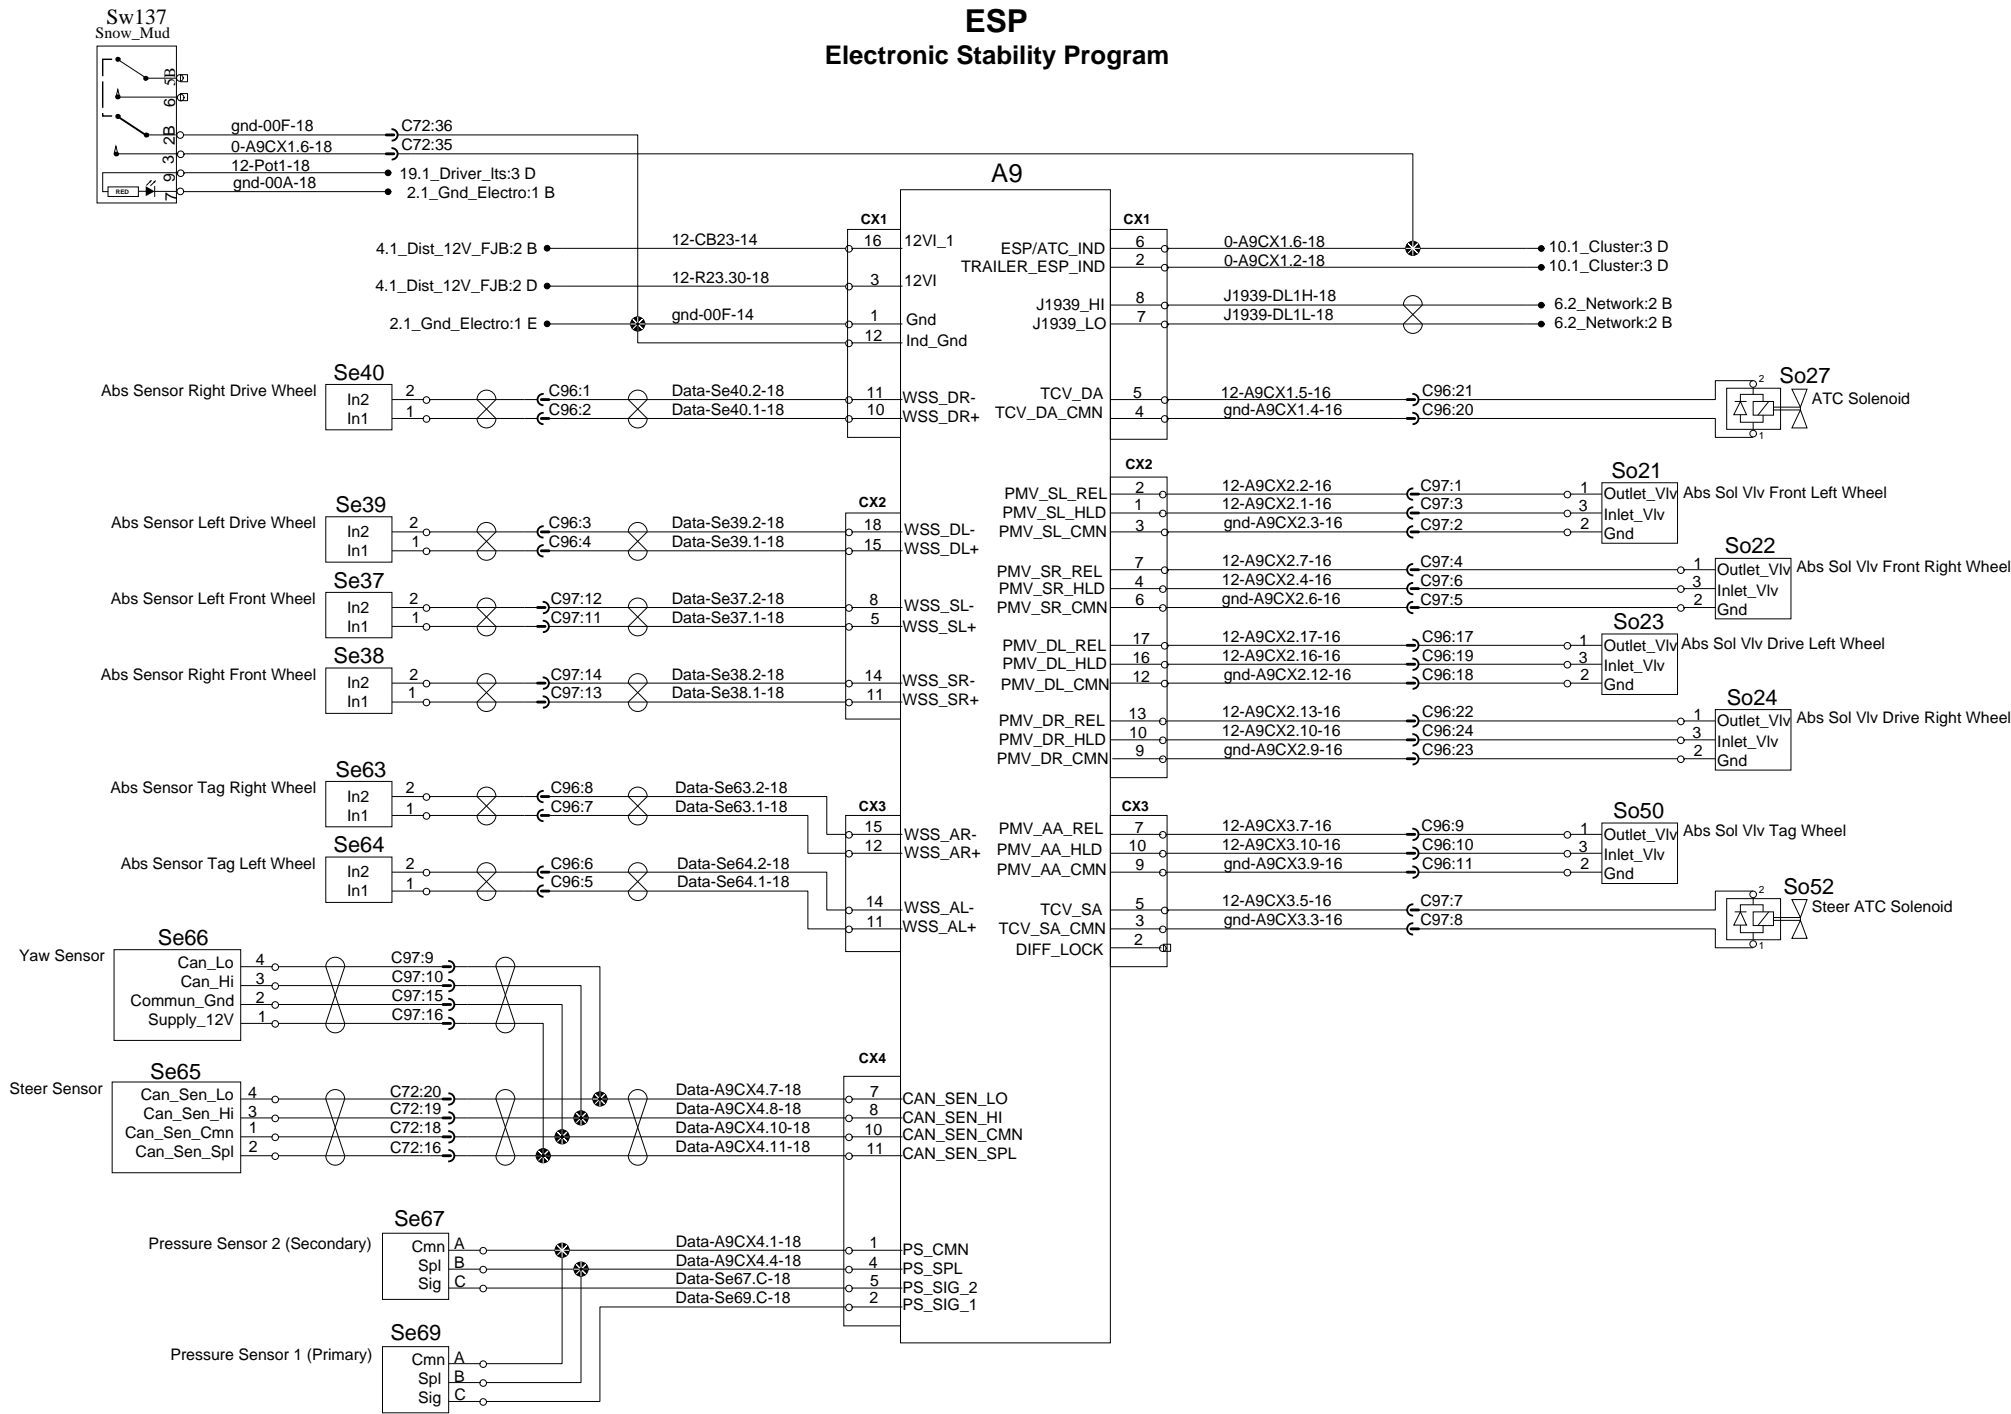 ESP
Electronic Stability Program
Sw137
Snow_Mud
5B
6
2B
3
9
7
RED
gnd-00F-18 C72:36
0-A9CX1.6-18 C72:35
12-Pot1-18 19.1_Driver_Its:3 D
gnd-00A-18 2.1_Gnd_Electro:1 B
A9
CX1
4.1_Dist_12V_FJB:2 B 12-CB23-14 16 12VI_1
4.1_Dist_12V_FJB:2 D 12-R23.30-18 3 12VI
2.1_Gnd_Electro:1 E gnd-00F-14 1 Gnd
12 Ind_Gnd
Se40
Abs Sensor Right Drive Wheel
In2 2 C96:1 Data-Se40.2-18 11 WSS_DR-
In1 1 C96:2 Data-Se40.1-18 10 WSS_DR+
CX2
Se39
Abs Sensor Left Drive Wheel
In2 2 C96:3 Data-Se39.2-18 18 WSS_DL-
In1 1 C96:4 Data-Se39.1-18 15 WSS_DL+
Se37
Abs Sensor Left Front Wheel
In2 2 C97:12 Data-Se37.2-18 8 WSS_SL-
In1 1 C97:11 Data-Se37.1-18 5 WSS_SL+
Se38
Abs Sensor Right Front Wheel
In2 2 C97:14 Data-Se38.2-18 14 WSS_SR-
In1 1 C97:13 Data-Se38.1-18 11 WSS_SR+
Se63
Abs Sensor Tag Right Wheel
In2 2 C96:8 Data-Se63.2-18
In1 1 C96:7 Data-Se63.1-18
CX3
15 WSS_AR-
12 WSS_AR+
Se64
Abs Sensor Tag Left Wheel
In2 2 C96:6 Data-Se64.2-18
In1 1 C96:5 Data-Se64.1-18
14 WSS_AL-
11 WSS_AL+
Se66
Yaw Sensor
Can_Lo 4 C97:9
Can_Hi 3 C97:10
Commun_Gnd 2 C97:15
Supply_12V 1 C97:16
CX4
Se65
Steer Sensor
Can_Sen_Lo 4 C72:20 Data-A9CX4.7-18 7 CAN_SEN_LO
Can_Sen_Hi 3 C72:19 Data-A9CX4.8-18 8 CAN_SEN_HI
Can_Sen_Cmn 1 C72:18 Data-A9CX4.10-18 10 CAN_SEN_CMN
Can_Sen_Spl 2 C72:16 Data-A9CX4.11-18 11 CAN_SEN_SPL
Se67
Pressure Sensor 2 (Secondary)
Cmn A Data-A9CX4.1-18 1 PS_CMN
Spl B Data-A9CX4.4-18 4 PS_SPL
Sig C Data-Se67.C-18 5 PS_SIG_2
Data-Se69.C-18 2 PS_SIG_1
Se69
Pressure Sensor 1 (Primary)
Cmn A
Spl B
Sig C
CX1
ESP/ATC_IND 6 0-A9CX1.6-18 10.1_Cluster:3 D
TRAILER_ESP_IND 2 0-A9CX1.2-18 10.1_Cluster:3 D
J1939_HI 8 J1939-DL1H-18 6.2_Network:2 B
J1939_LO 7 J1939-DL1L-18 6.2_Network:2 B
So27
ATC Solenoid
TCV_DA 5 12-A9CX1.5-16 C96:21 2
TCV_DA_CMN 4 gnd-A9CX1.4-16 C96:20 1
CX2
So21
PMV_SL_REL 2 12-A9CX2.2-16 C97:1 1 Outlet_Vlv Abs Sol Vlv Front Left Wheel
PMV_SL_HLD 1 12-A9CX2.1-16 C97:3 3 Inlet_Vlv
PMV_SL_CMN 3 gnd-A9CX2.3-16 C97:2 2 Gnd
So22
PMV_SR_REL 7 12-A9CX2.7-16 C97:4 1 Outlet_Vlv Abs Sol Vlv Front Right Wheel
PMV_SR_HLD 4 12-A9CX2.4-16 C97:6 3 Inlet_Vlv
PMV_SR_CMN 6 gnd-A9CX2.6-16 C97:5 2 Gnd
So23
PMV_DL_REL 17 12-A9CX2.17-16 C96:17 1 Outlet_Vlv Abs Sol Vlv Drive Left Wheel
PMV_DL_HLD 16 12-A9CX2.16-16 C96:19 3 Inlet_Vlv
PMV_DL_CMN 12 gnd-A9CX2.12-16 C96:18 2 Gnd
So24
PMV_DR_REL 13 12-A9CX2.13-16 C96:22 1 Outlet_Vlv Abs Sol Vlv Drive Right Wheel
PMV_DR_HLD 10 12-A9CX2.10-16 C96:24 3 Inlet_Vlv
PMV_DR_CMN 9 gnd-A9CX2.9-16 C96:23 2 Gnd
CX3
So50
PMV_AA_REL 7 12-A9CX3.7-16 C96:9 1 Outlet_Vlv Abs Sol Vlv Tag Wheel
PMV_AA_HLD 10 12-A9CX3.10-16 C96:10 3 Inlet_Vlv
PMV_AA_CMN 9 gnd-A9CX3.9-16 C96:11 2 Gnd
So52
Steer ATC Solenoid
TCV_SA 5 12-A9CX3.5-16 C97:7 2
TCV_SA_CMN 3 gnd-A9CX3.3-16 C97:8 1
DIFF_LOCK 2